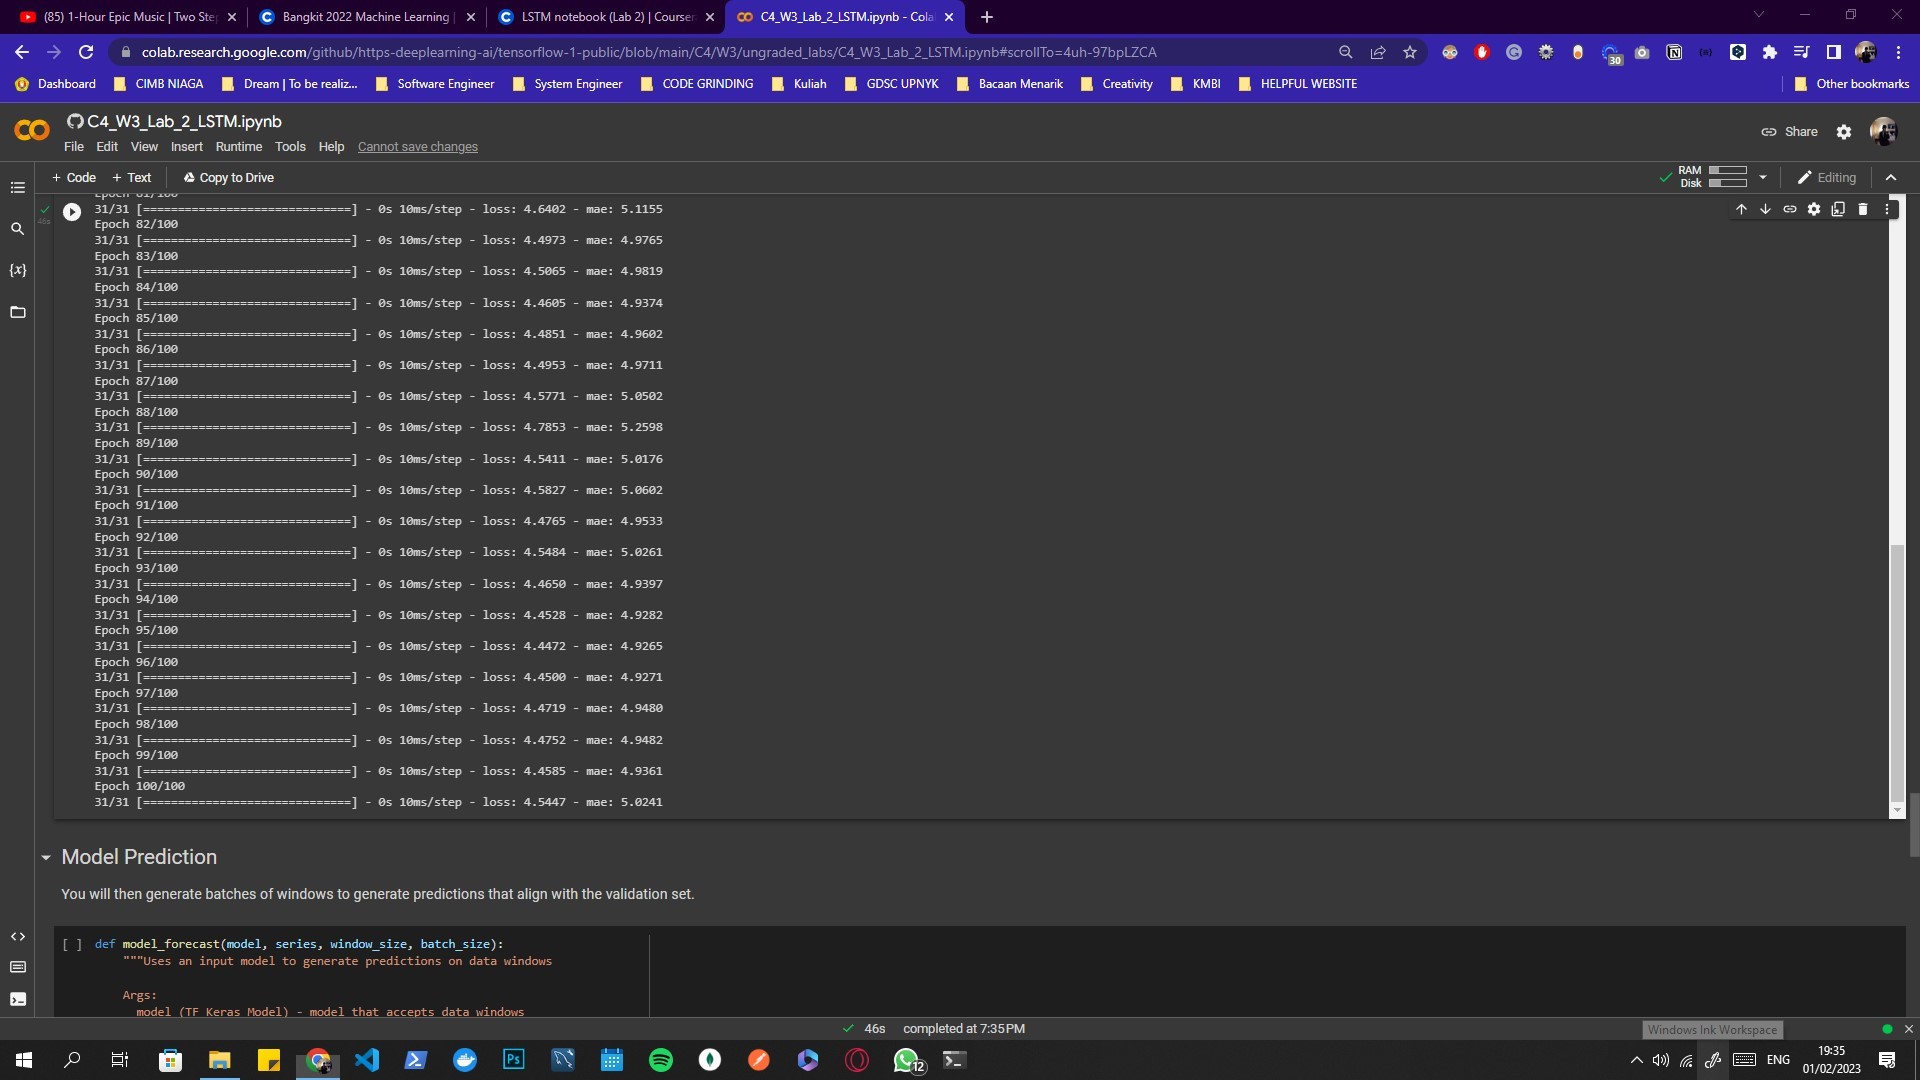 (85) 1-Hour Epic Music | Two Step
Bangkit 2022 Machine Learning |
LSTM notebook (Lab 2) | Courser
C4_W3_Lab_2_LSTM.ipynb - Cola
colab.research.google.com/github/https-deeplearning-ai/tensorflow-1-public/blob/main/C4/W3/ungraded_labs/C4_W3_Lab_2_LSTM.ipynb#scrollTo=4uh-97bpLZCA
30
Dashboard
CIMB NIAGA
Dream | To be realiz...
Software Engineer
System Engineer
CODE GRINDING
Kuliah
GDSC UPNYK
Bacaan Menarik
Creativity
KMBI
HELPFUL WEBSITE
Other bookmarks
C4_W3_Lab_2_LSTM.ipynb
File Edit View Insert Runtime Tools Help Cannot save changes
Share
+ Code + Text Copy to Drive
RAM
Disk
Editing
46s
Epoch 81/100
31/31 [==============================] - 0s 10ms/step - loss: 4.6402 - mae: 5.1155
Epoch 82/100
31/31 [==============================] - 0s 10ms/step - loss: 4.4973 - mae: 4.9765
Epoch 83/100
31/31 [==============================] - 0s 10ms/step - loss: 4.5065 - mae: 4.9819
Epoch 84/100
31/31 [==============================] - 0s 10ms/step - loss: 4.4605 - mae: 4.9374
Epoch 85/100
31/31 [==============================] - 0s 10ms/step - loss: 4.4851 - mae: 4.9602
Epoch 86/100
31/31 [==============================] - 0s 10ms/step - loss: 4.4953 - mae: 4.9711
Epoch 87/100
31/31 [==============================] - 0s 10ms/step - loss: 4.5771 - mae: 5.0502
Epoch 88/100
31/31 [==============================] - 0s 10ms/step - loss: 4.7853 - mae: 5.2598
Epoch 89/100
31/31 [==============================] - 0s 10ms/step - loss: 4.5411 - mae: 5.0176
Epoch 90/100
31/31 [==============================] - 0s 10ms/step - loss: 4.5827 - mae: 5.0602
Epoch 91/100
31/31 [==============================] - 0s 10ms/step - loss: 4.4765 - mae: 4.9533
Epoch 92/100
31/31 [==============================] - 0s 10ms/step - loss: 4.5484 - mae: 5.0261
Epoch 93/100
31/31 [==============================] - 0s 10ms/step - loss: 4.4650 - mae: 4.9397
Epoch 94/100
31/31 [==============================] - 0s 10ms/step - loss: 4.4528 - mae: 4.9282
Epoch 95/100
31/31 [==============================] - 0s 10ms/step - loss: 4.4472 - mae: 4.9265
Epoch 96/100
31/31 [==============================] - 0s 10ms/step - loss: 4.4500 - mae: 4.9271
Epoch 97/100
31/31 [==============================] - 0s 10ms/step - loss: 4.4719 - mae: 4.9480
Epoch 98/100
31/31 [==============================] - 0s 10ms/step - loss: 4.4752 - mae: 4.9482
Epoch 99/100
31/31 [==============================] - 0s 10ms/step - loss: 4.4585 - mae: 4.9361
Epoch 100/100
31/31 [==============================] - 0s 10ms/step - loss: 4.5447 - mae: 5.0241
Model Prediction
You will then generate batches of windows to generate predictions that align with the validation set.
[ ] def model_forecast(model, series, window_size, batch_size):
"""Uses an input model to generate predictions on data windows
Args:
model (TF Keras Model) - model that accepts data windows
46s completed at 7:35 PM
Windows Ink Workspace
Ps
12
ENG
19:35
01/02/2023